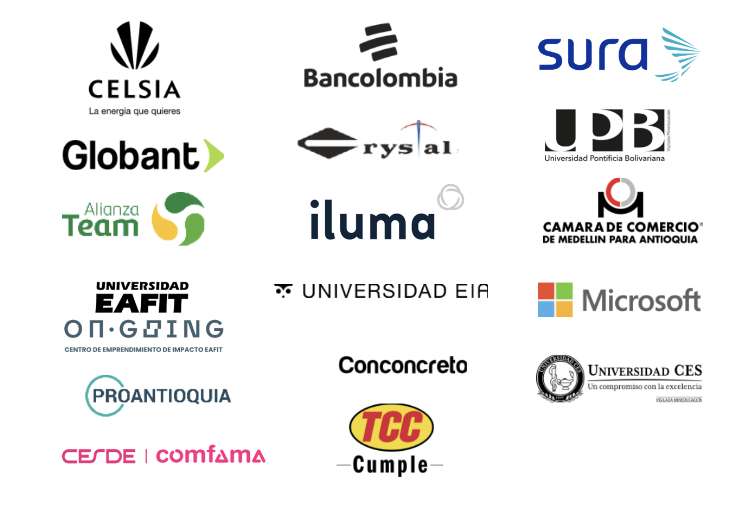 CELSIA
La energía que quieres
Bancolombia
sura
Globant
Crystal
UPB
Universidad Pontificia Bolivariana
Alianza
Team
iluma
CAMARA DE COMERCIO
DE MEDELLIN PARA ANTIOQUIA
UNIVERSIDAD
EAFIT
ON·GOING
CENTRO DE EMPRENDIMIENTO DE IMPACTO EAFIT
UNIVERSIDAD EIA
Microsoft
PROANTIOQUIA
Conconcreto
UNIVERSIDAD CES
Un compromiso con la excelencia
CESDE | comfama
TCC
Cumple